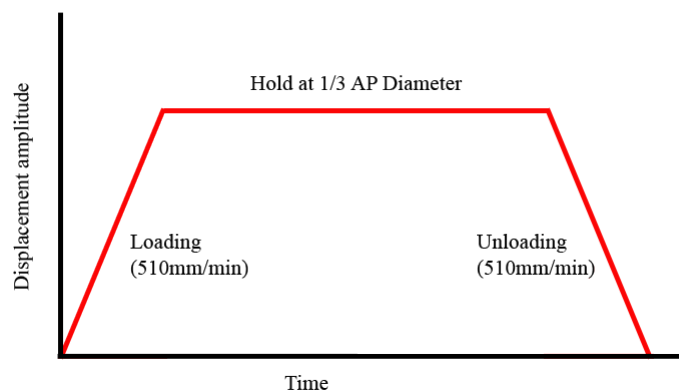 Hold at 1/3 AP Diameter
Displacement amplitude
Loading
(510mm/min)
Unloading
(510mm/min)
Time